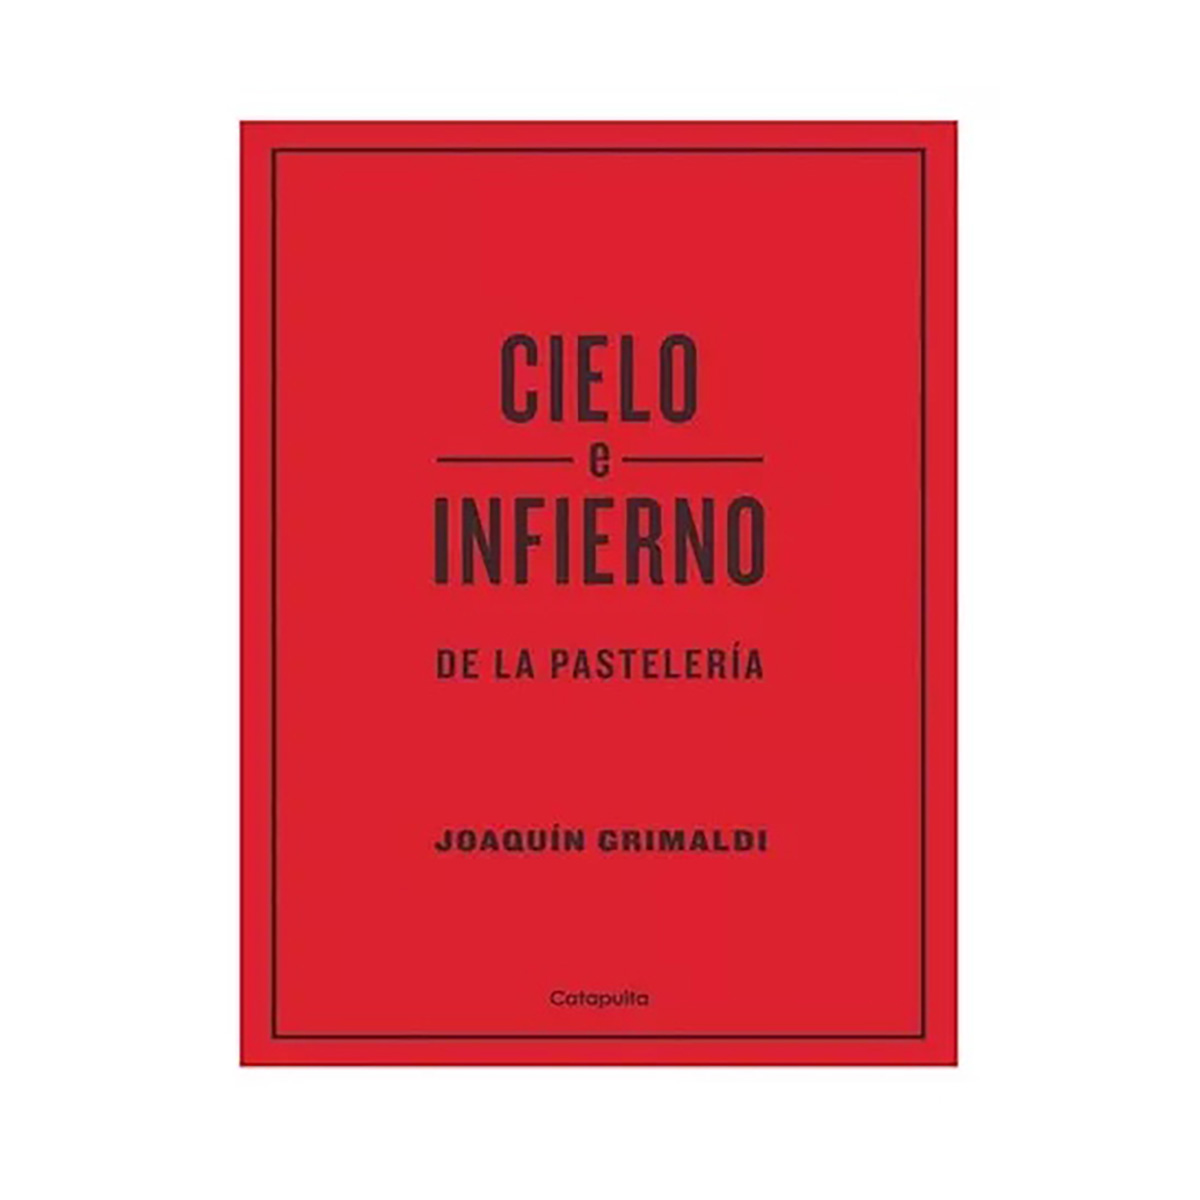 CIELO
e
INFIERNO
DE LA PASTELERÍA
JOAQUÍN GRIMALDI
Catapulta